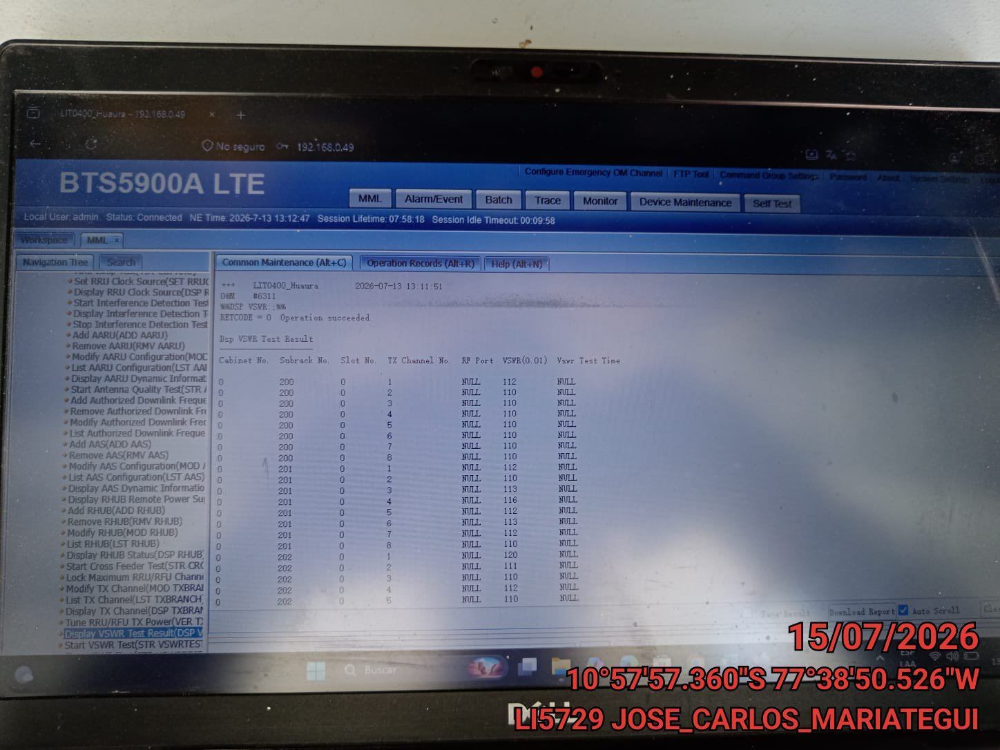 LIT0400_Huaura - 192.168.0.49 × +
No seguro 192.168.0.49
BTS5900A LTE
Configure Emergency OM Channel FTP Tool Command Group Settings Password About System Settings
MML Alarm/Event Batch Trace Monitor Device Maintenance Self Test
Local User: admin. Status: Connected NE Time: 2026-7-13 13:12:47 Session Lifetime: 07:58:18 Session Idle Timeout: 00:09:58
Workspace MML ×
Navigation Tree Search
Common Maintenance (Alt+C) Operation Records (Alt+R) Help (Alt+N)
Set RRU Clock Source(SET RRUC
Display RRU Clock Source(DSP R
Start Interference Detection Test
Display Interference Detection T
Stop Interference Detection Test
Add AARU(ADD AARU)
Remove AARU(RMV AARU)
Modify AARU Configuration(MOD
List AARU Configuration(LST AAR
Display AARU Dynamic Informat
Start Antenna Quality Test(STR A
Add Authorized Downlink Freque
Remove Authorized Downlink Fr
Modify Authorized Downlink Fred
List Authorized Downlink Freque
Add AAS(ADD AAS)
Remove AAS(RMV AAS)
Modify AAS Configuration(MOD A
List AAS Configuration(LST AAS)
Display AAS Dynamic Informatio
Display RHUB Remote Power Sup
Add RHUB(ADD RHUB)
Remove RHUB(RMV RHUB)
Modify RHUB(MOD RHUB)
List RHUB(LST RHUB)
Display RHUB Status(DSP RHUB)
Start Cross Feeder Test(STR CRO
Lock Maximum RRU/RFU Channe
Modify TX Channel(MOD TXBRAN
List TX Channel(LST TXBRANCH)
Display TX Channel(DSP TXBRAN
Tune RRU/RFU TX Power(VER TX
Display VSWR Test Result(DSP V
Start VSWR Test(STR VSWRTEST
+++ LIT0400_Huaura 2026-07-13 13:11:51
O&M #6311
%%DSP VSWR:;%%
RETCODE = 0 Operation succeeded.
Dsp VSWR Test Result
Cabinet No. Subrack No. Slot No. TX Channel No. RF Port VSWR(0.01) Vswr Test Time
0 200 0 1 NULL 112 NULL
0 200 0 2 NULL 110 NULL
0 200 0 3 NULL 110 NULL
0 200 0 4 NULL 110 NULL
0 200 0 5 NULL 110 NULL
0 200 0 6 NULL 110 NULL
0 200 0 7 NULL 110 NULL
0 200 0 8 NULL 110 NULL
0 201 0 1 NULL 112 NULL
0 201 0 2 NULL 110 NULL
0 201 0 3 NULL 113 NULL
0 201 0 4 NULL 116 NULL
0 201 0 5 NULL 112 NULL
0 201 0 6 NULL 113 NULL
0 201 0 7 NULL 112 NULL
0 201 0 8 NULL 110 NULL
0 202 0 1 NULL 120 NULL
0 202 0 2 NULL 111 NULL
0 202 0 3 NULL 110 NULL
0 202 0 4 NULL 112 NULL
0 202 0 5 NULL 110 NULL
Save Result Download Report Auto Scroll
Buscar
ESP
LAA
DELL
15/07/2026
10°57'57.360"S 77°38'50.526"W
LI5729 JOSE_CARLOS_MARIATEGUI